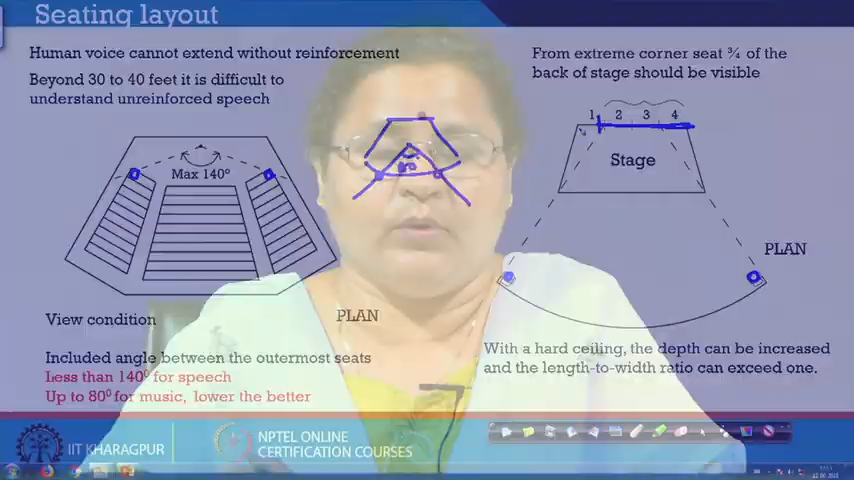 Seating layout
Human voice cannot extend without reinforcement
Beyond 30 to 40 feet it is difficult to
understand unreinforced speech
From extreme corner seat ¾ of the
back of stage should be visible
1 2 3 4
Stage
Max 140°
80
PLAN
View condition
PLAN
Included angle between the outermost seats
Less than 140⁰ for speech
Up to 80⁰ for music, lower the better
With a hard ceiling, the depth can be increased
and the length-to-width ratio can exceed one.
IIT KHARAGPUR
NPTEL ONLINE
CERTIFICATION COURSES